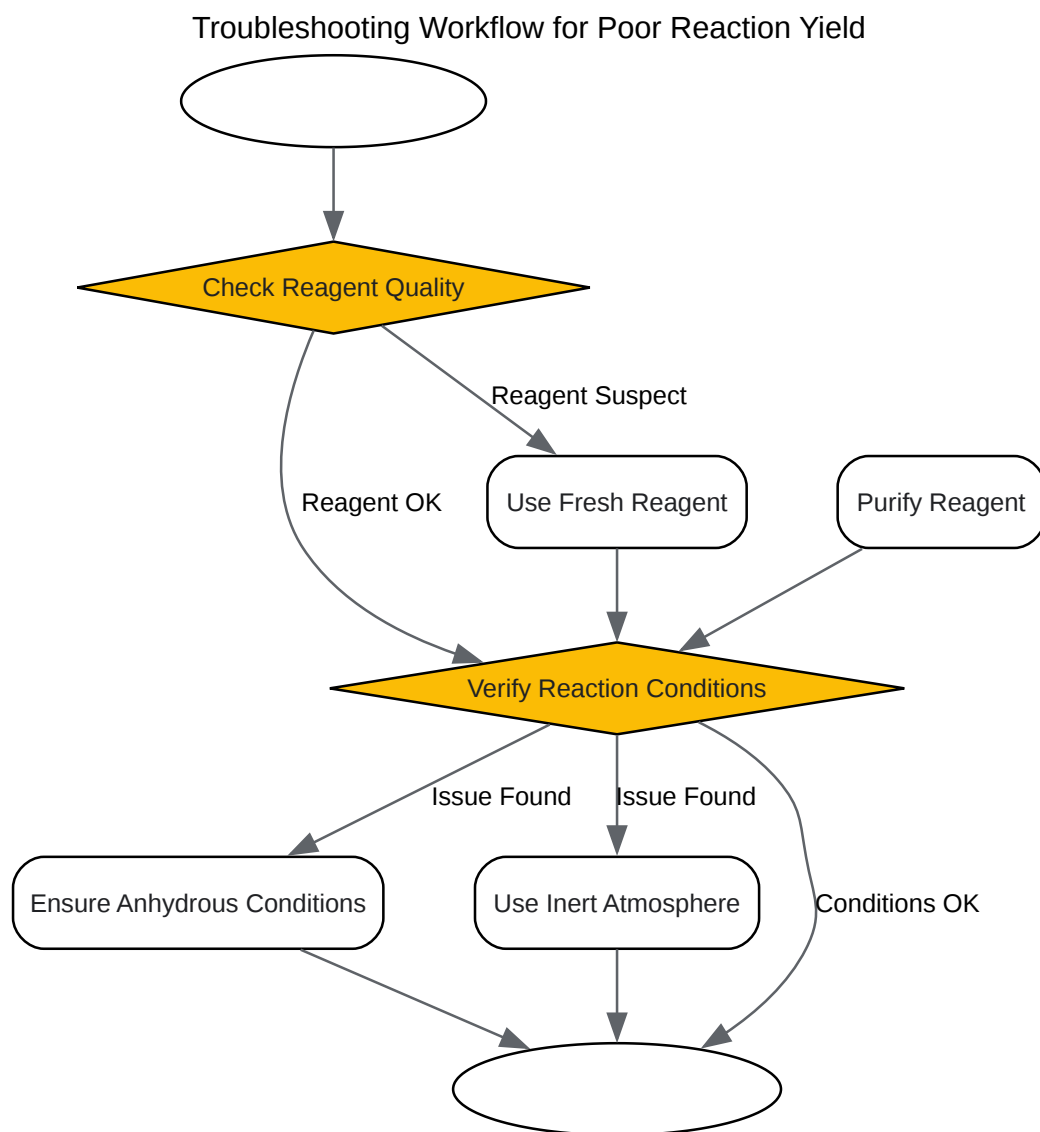 Troubleshooting Workflow for Poor Reaction Yield
Check Reagent Quality
Reagent Suspect
Reagent OK
Use Fresh Reagent
Purify Reagent
Verify Reaction Conditions
Issue Found
Issue Found
Ensure Anhydrous Conditions
Use Inert Atmosphere
Conditions OK